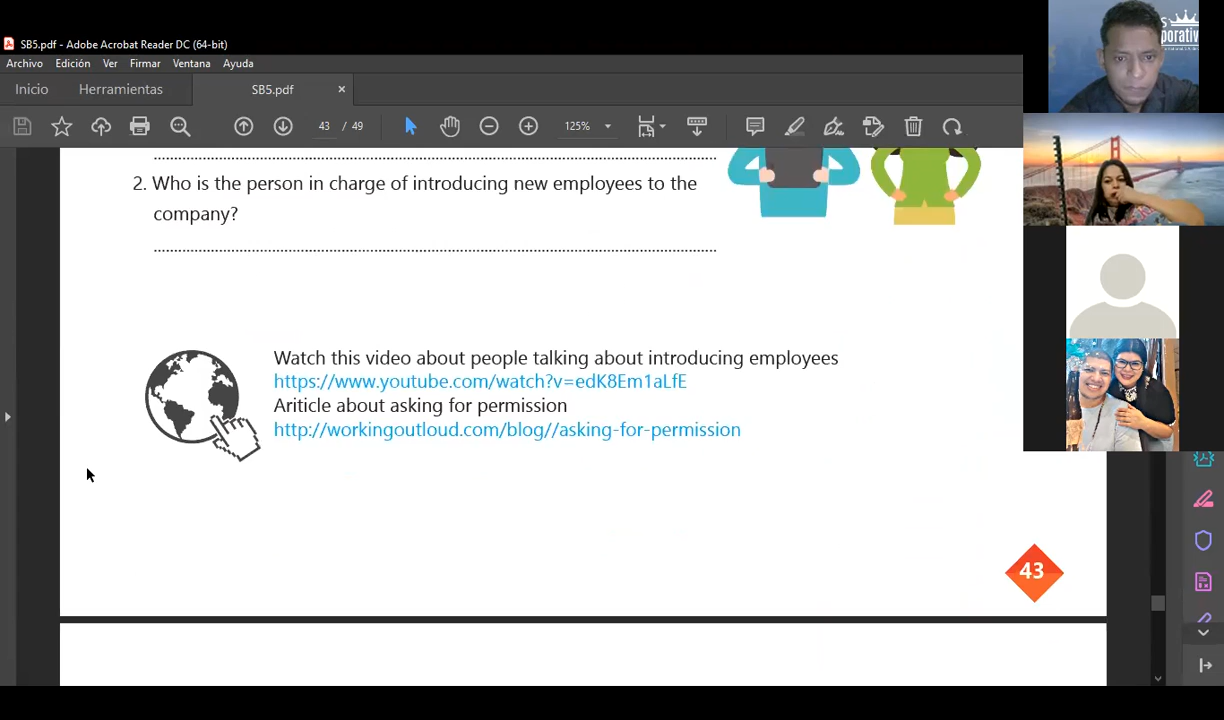 SB5.pdf - Adobe Acrobat Reader DC (64-bit)
Archivo Edición Ver Firmar Ventana Ayuda
Inicio Herramientas SB5.pdf ×
43 / 49 125%
2. Who is the person in charge of introducing new employees to the
company?
Watch this video about people talking about introducing employees
https://www.youtube.com/watch?v=edK8Em1aLfE
Ariticle about asking for permission
http://workingoutloud.com/blog//asking-for-permission
43